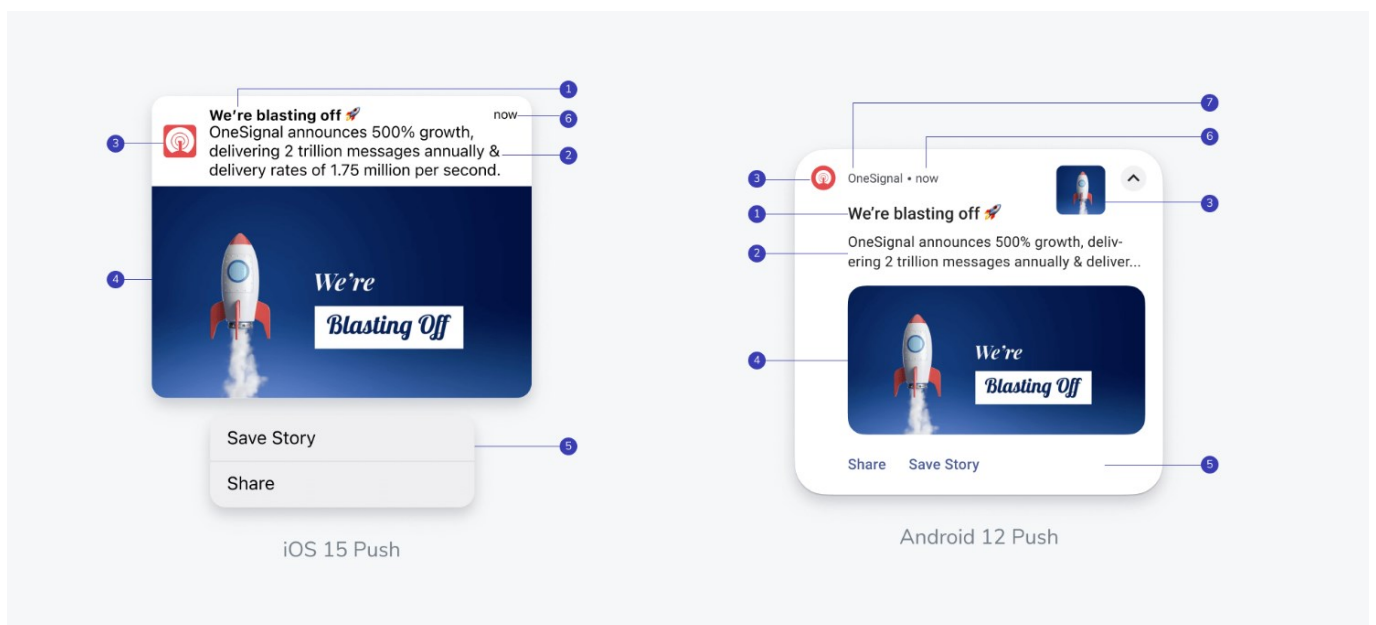 1
We're blasting off 🚀
now
6
3
OneSignal announces 500% growth,
delivering 2 trillion messages annually &
2
delivery rates of 1.75 million per second.
4
We're
Blasting Off
Save Story
5
Share
iOS 15 Push
7
6
3
OneSignal • now
3
1
We're blasting off 🚀
2
OneSignal announces 500% growth, deliv-
ering 2 trillion messages annually & deliver...
4
We're
Blasting Off
Share Save Story
5
Android 12 Push